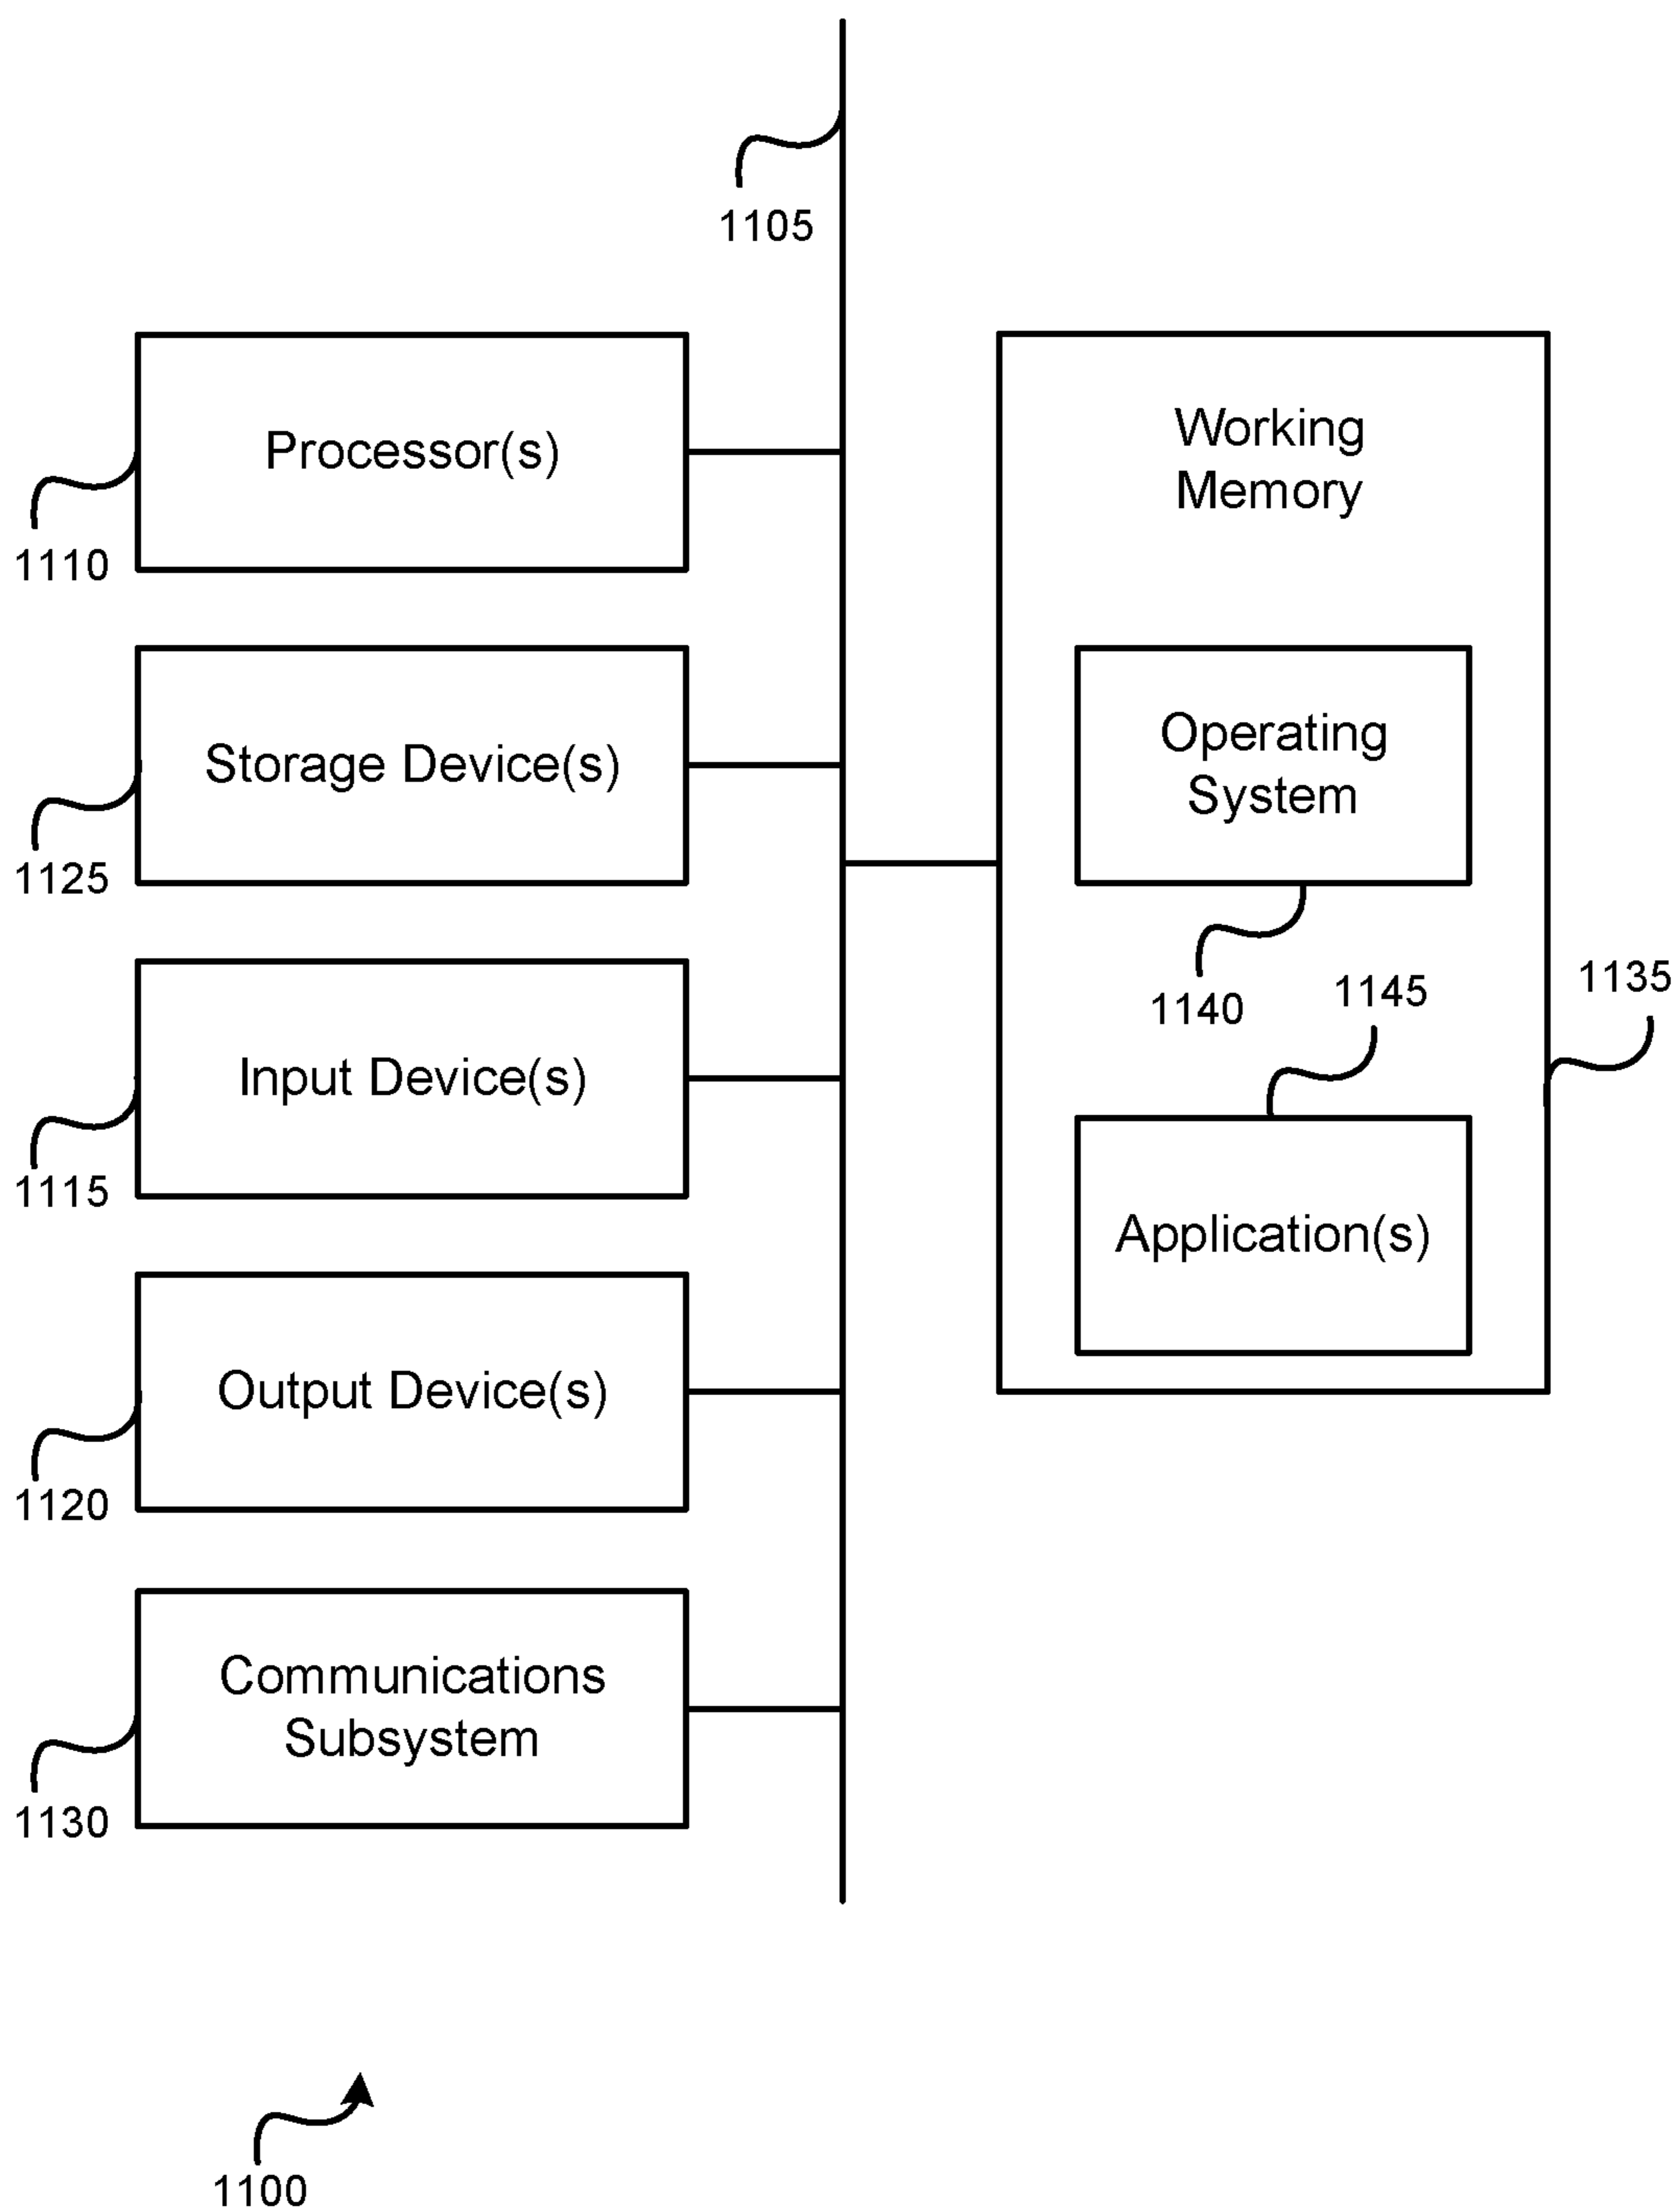 1105
Processor(s)
1110
Storage Device(s)
1125
Input Device(s)
1115
Output Device(s)
1120
Communications
Subsystem
1130
Working
Memory
Operating
System
1140
1145
1135
Application(s)
1100